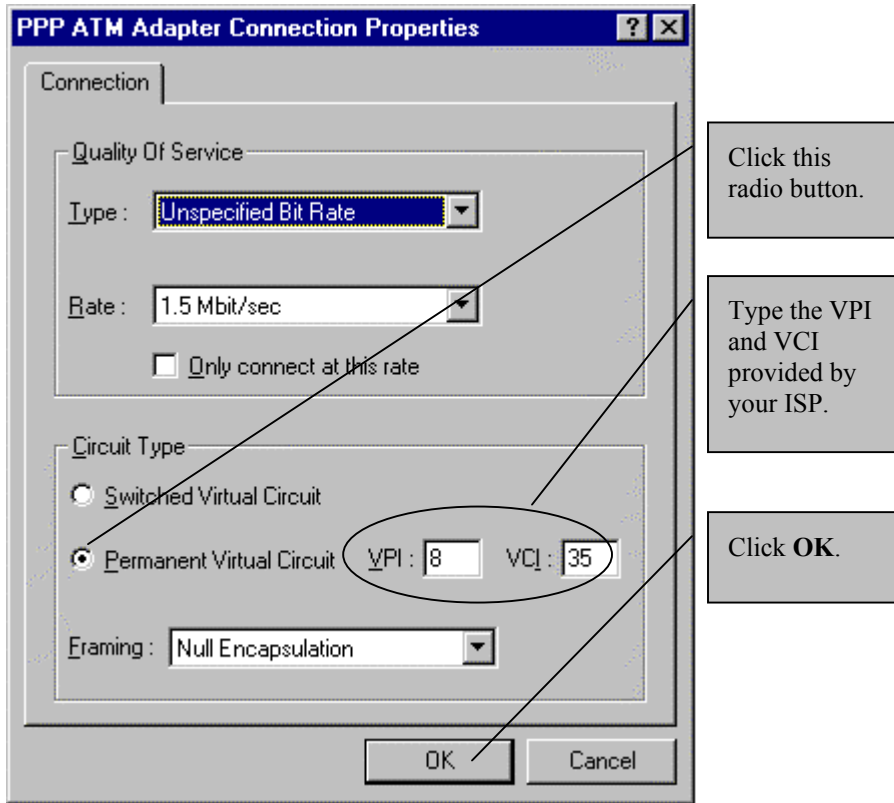 PPP ATM Adapter Connection Properties
Connection
Quality Of Service
Type : Unspecified Bit Rate
Rate : 1.5 Mbit/sec
Only connect at this rate
Circuit Type
Switched Virtual Circuit
Permanent Virtual Circuit VPI : 8 VCI : 35
Framing : Null Encapsulation
OK Cancel
Click this
radio button.
Type the VPI
and VCI
provided by
your ISP.
Click OK.